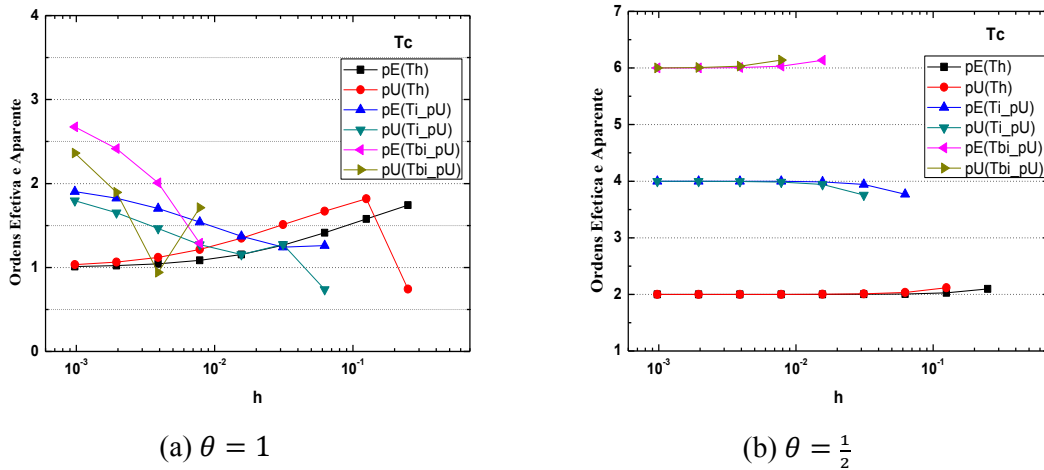 Ordens Efetiva e Aparente
4
3
2
1
0
Tc
pE(Th)
pU(Th)
pE(Ti_pU)
pU(Ti_pU)
pE(Tbi_pU)
pU(Tbi_pU)
10⁻³ 10⁻² 10⁻¹
h
(a) 𝜃 = 1
Ordens Efetica e Aparente
7
6
5
4
3
2
1
Tc
pE(Th)
pU(Th)
pE(Ti_pU)
pU(Ti_pU)
pE(Tbi_pU)
pU(Tbi_pU)
10⁻³ 10⁻² 10⁻¹
h
(b) 𝜃 = ½